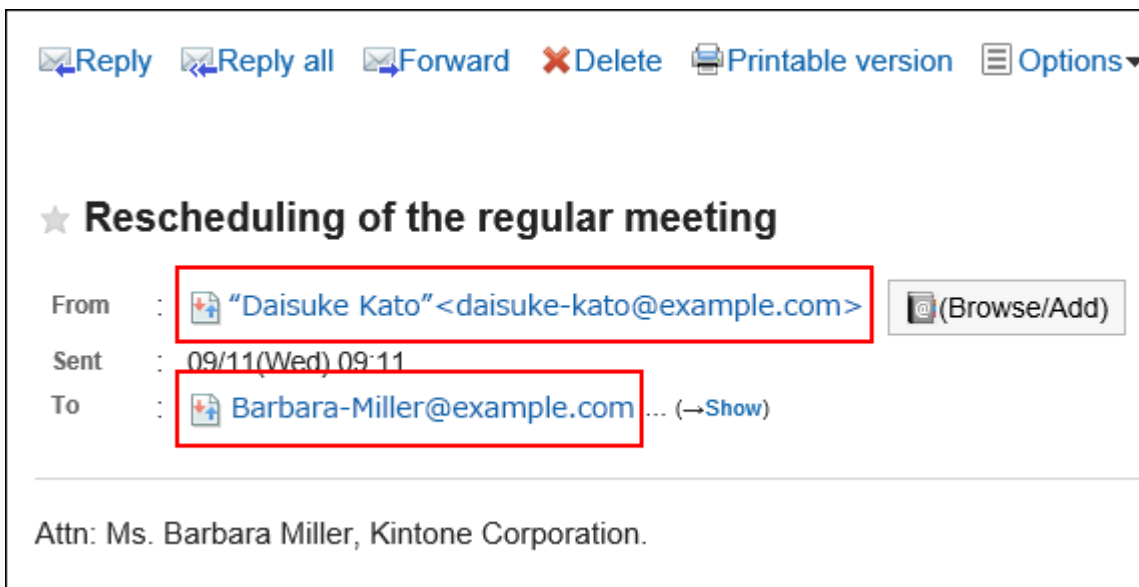 Reply Reply all Forward Delete Printable version Options
Rescheduling of the regular meeting
From : “Daisuke Kato”<daisuke-kato@example.com> (Browse/Add)
Sent : 09/11(Wed) 09:11
To : Barbara-Miller@example.com ... (→Show)
Attn: Ms. Barbara Miller, Kintone Corporation.